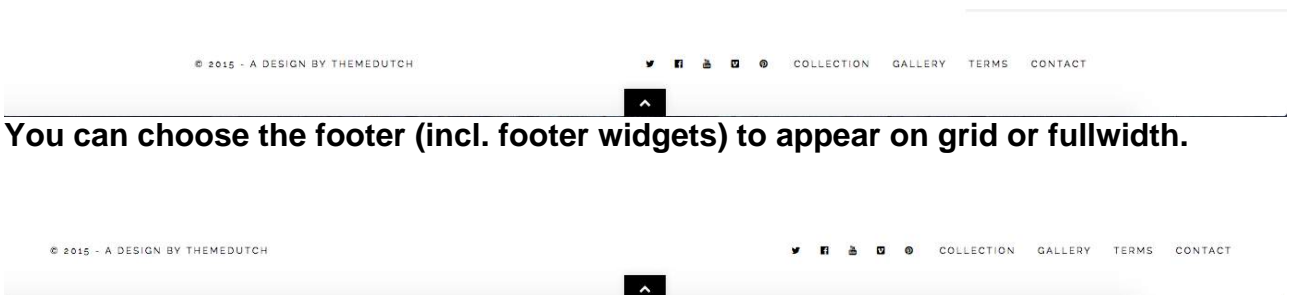 © 2015 - A DESIGN BY THEMEDUTCH COLLECTION GALLERY TERMS CONTACT
You can choose the footer (incl. footer widgets) to appear on grid or fullwidth.
© 2015 - A DESIGN BY THEMEDUTCH COLLECTION GALLERY TERMS CONTACT